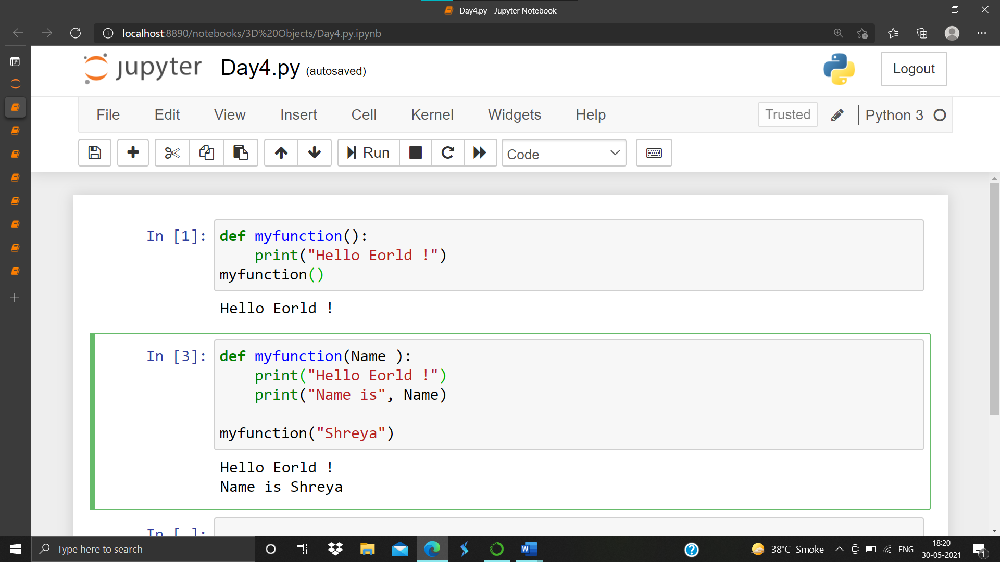 Day4.py - Jupyter Notebook
localhost:8890/notebooks/3D%20Objects/Day4.py.ipynb
jupyter Day4.py (autosaved)
Logout
File Edit View Insert Cell Kernel Widgets Help Trusted Python 3
Run Code
In [1]: def myfunction():
    print("Hello Eorld !")
myfunction()
Hello Eorld !
In [3]: def myfunction(Name ):
    print("Hello Eorld !")
    print("Name is", Name)
myfunction("Shreya")
Hello Eorld !
Name is Shreya
In [ ]:
Type here to search
W
?
38°C Smoke
ENG
18:20
30-05-2021
1